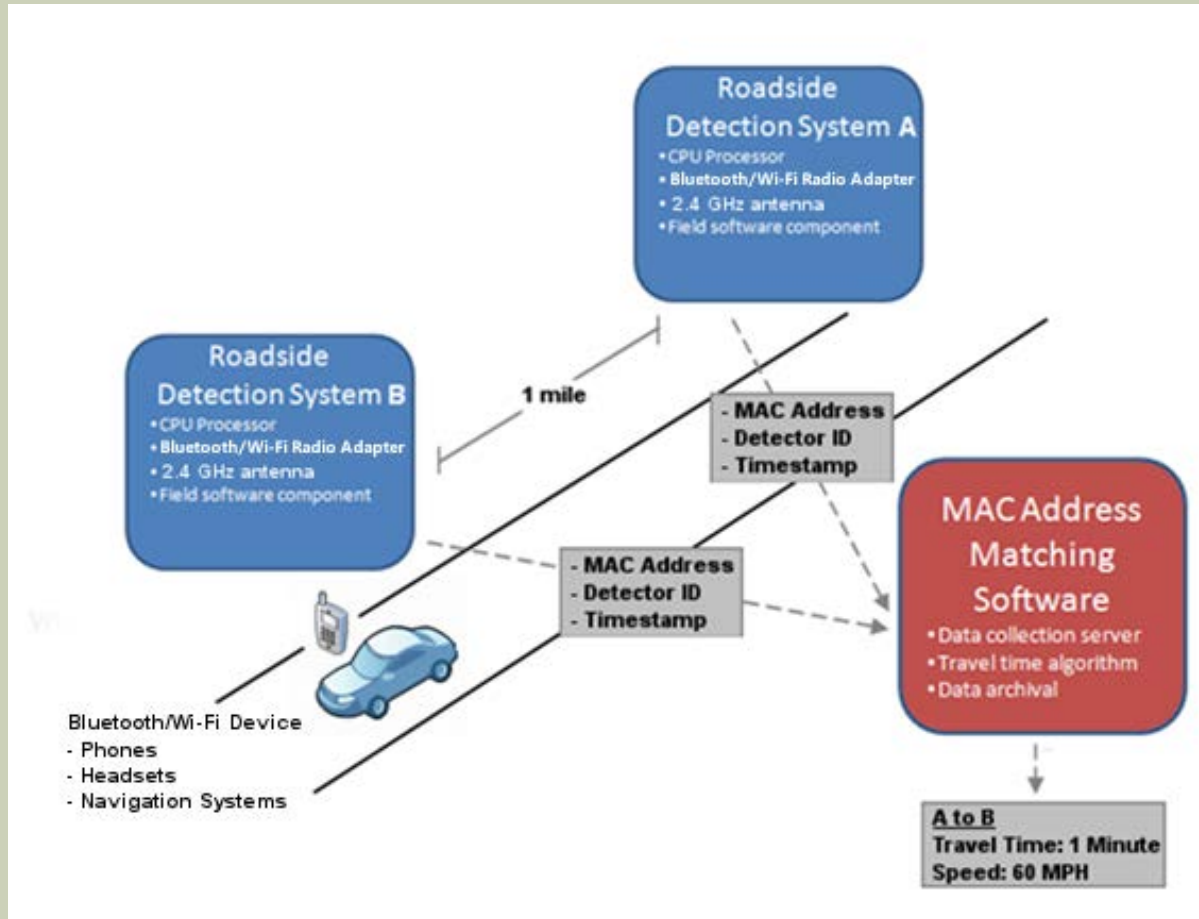 Roadside
Detection System A
•CPU Processor
• Bluetooth/Wi-Fi Radio Adapter
• 2.4 GHz antenna
•Field software component
Roadside
Detection System B
•CPU Processor
•Bluetooth/Wi-Fi Radio Adapter
• 2.4 GHz antenna
•Field software component
1 mile
- MAC Address
- Detector ID
- Timestamp
- MAC Address
- Detector ID
- Timestamp
MAC Address
Matching
Software
•Data collection server
•Travel time algorithm
•Data archival
Bluetooth/Wi-Fi Device
- Phones
- Headsets
- Navigation Systems
A to B
Travel Time: 1 Minute
Speed: 60 MPH